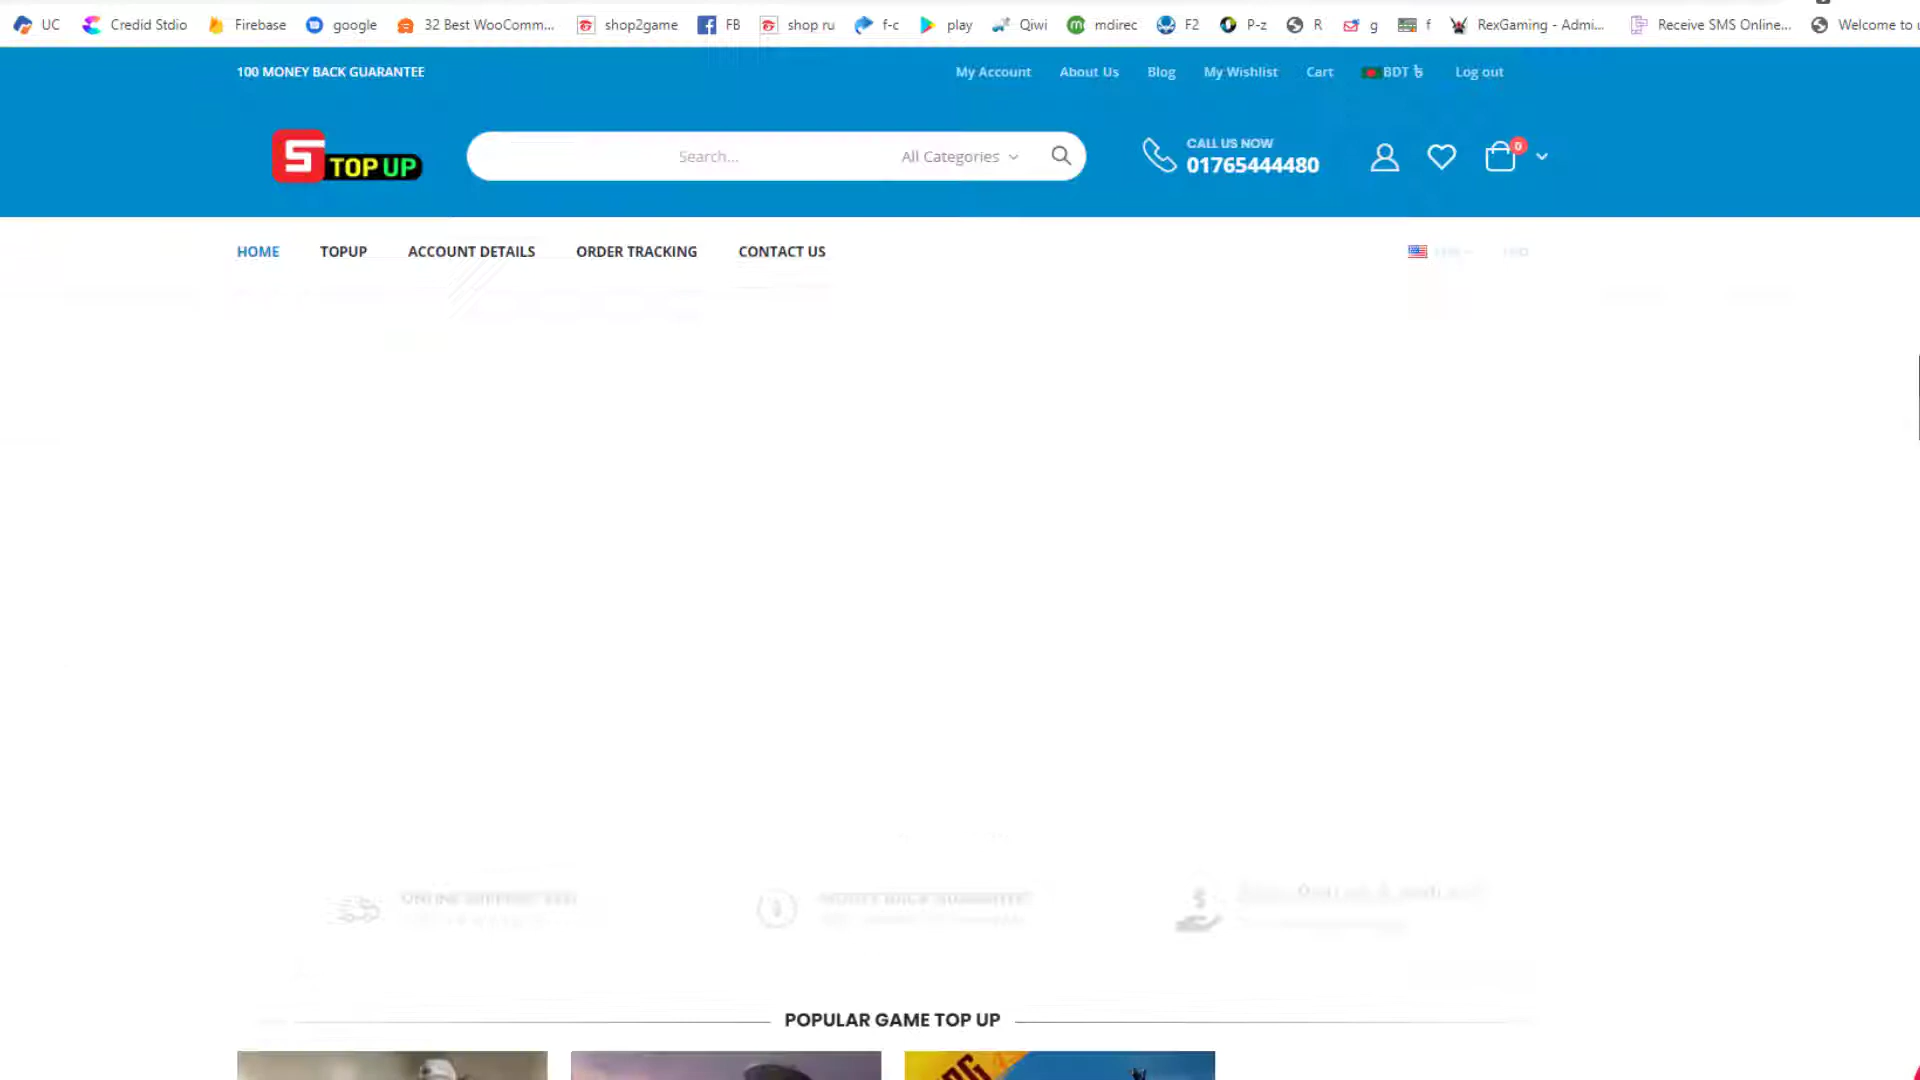 UC Credid Stdio Firebase google 32 Best WooComm... shop2game FB shop ru f-c play Qiwi mdirec F2 P-z R g f RexGaming - Admi... Receive SMS Online... Welcome to u
100 MONEY BACK GUARANTEE My Account About Us Blog My Wishlist Cart BDT ৳ Log out
S TOP UP Search... All Categories CALL US NOW 0
01765444480
HOME TOPUP ACCOUNT DETAILS ORDER TRACKING CONTACT US
MONEY BACK GUARANTEE
POPULAR GAME TOP UP